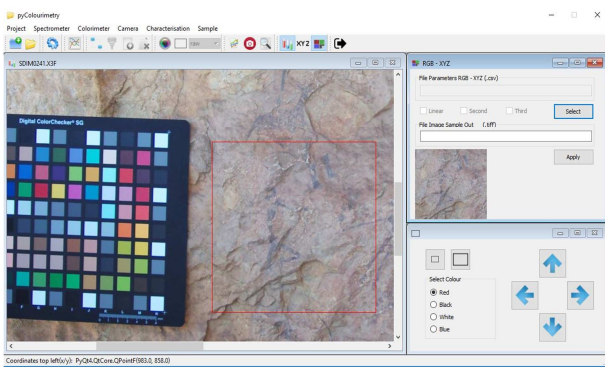 pyColourimetry
Project Spectrometer Colorimeter Camera Characterisation Sample
XYZ
SDIM0241.X3F
Digital ColorChecker® SG
RGB - XYZ
File Parameters RGB - XYZ (.csv)
Linear Second Third Select
File Image Sample Out (.tiff)
Apply
Select Colour
Red
Black
White
Blue
Coordinates top left(x/y): PyQt4.QtCore.QPointF(983.0, 858.0)